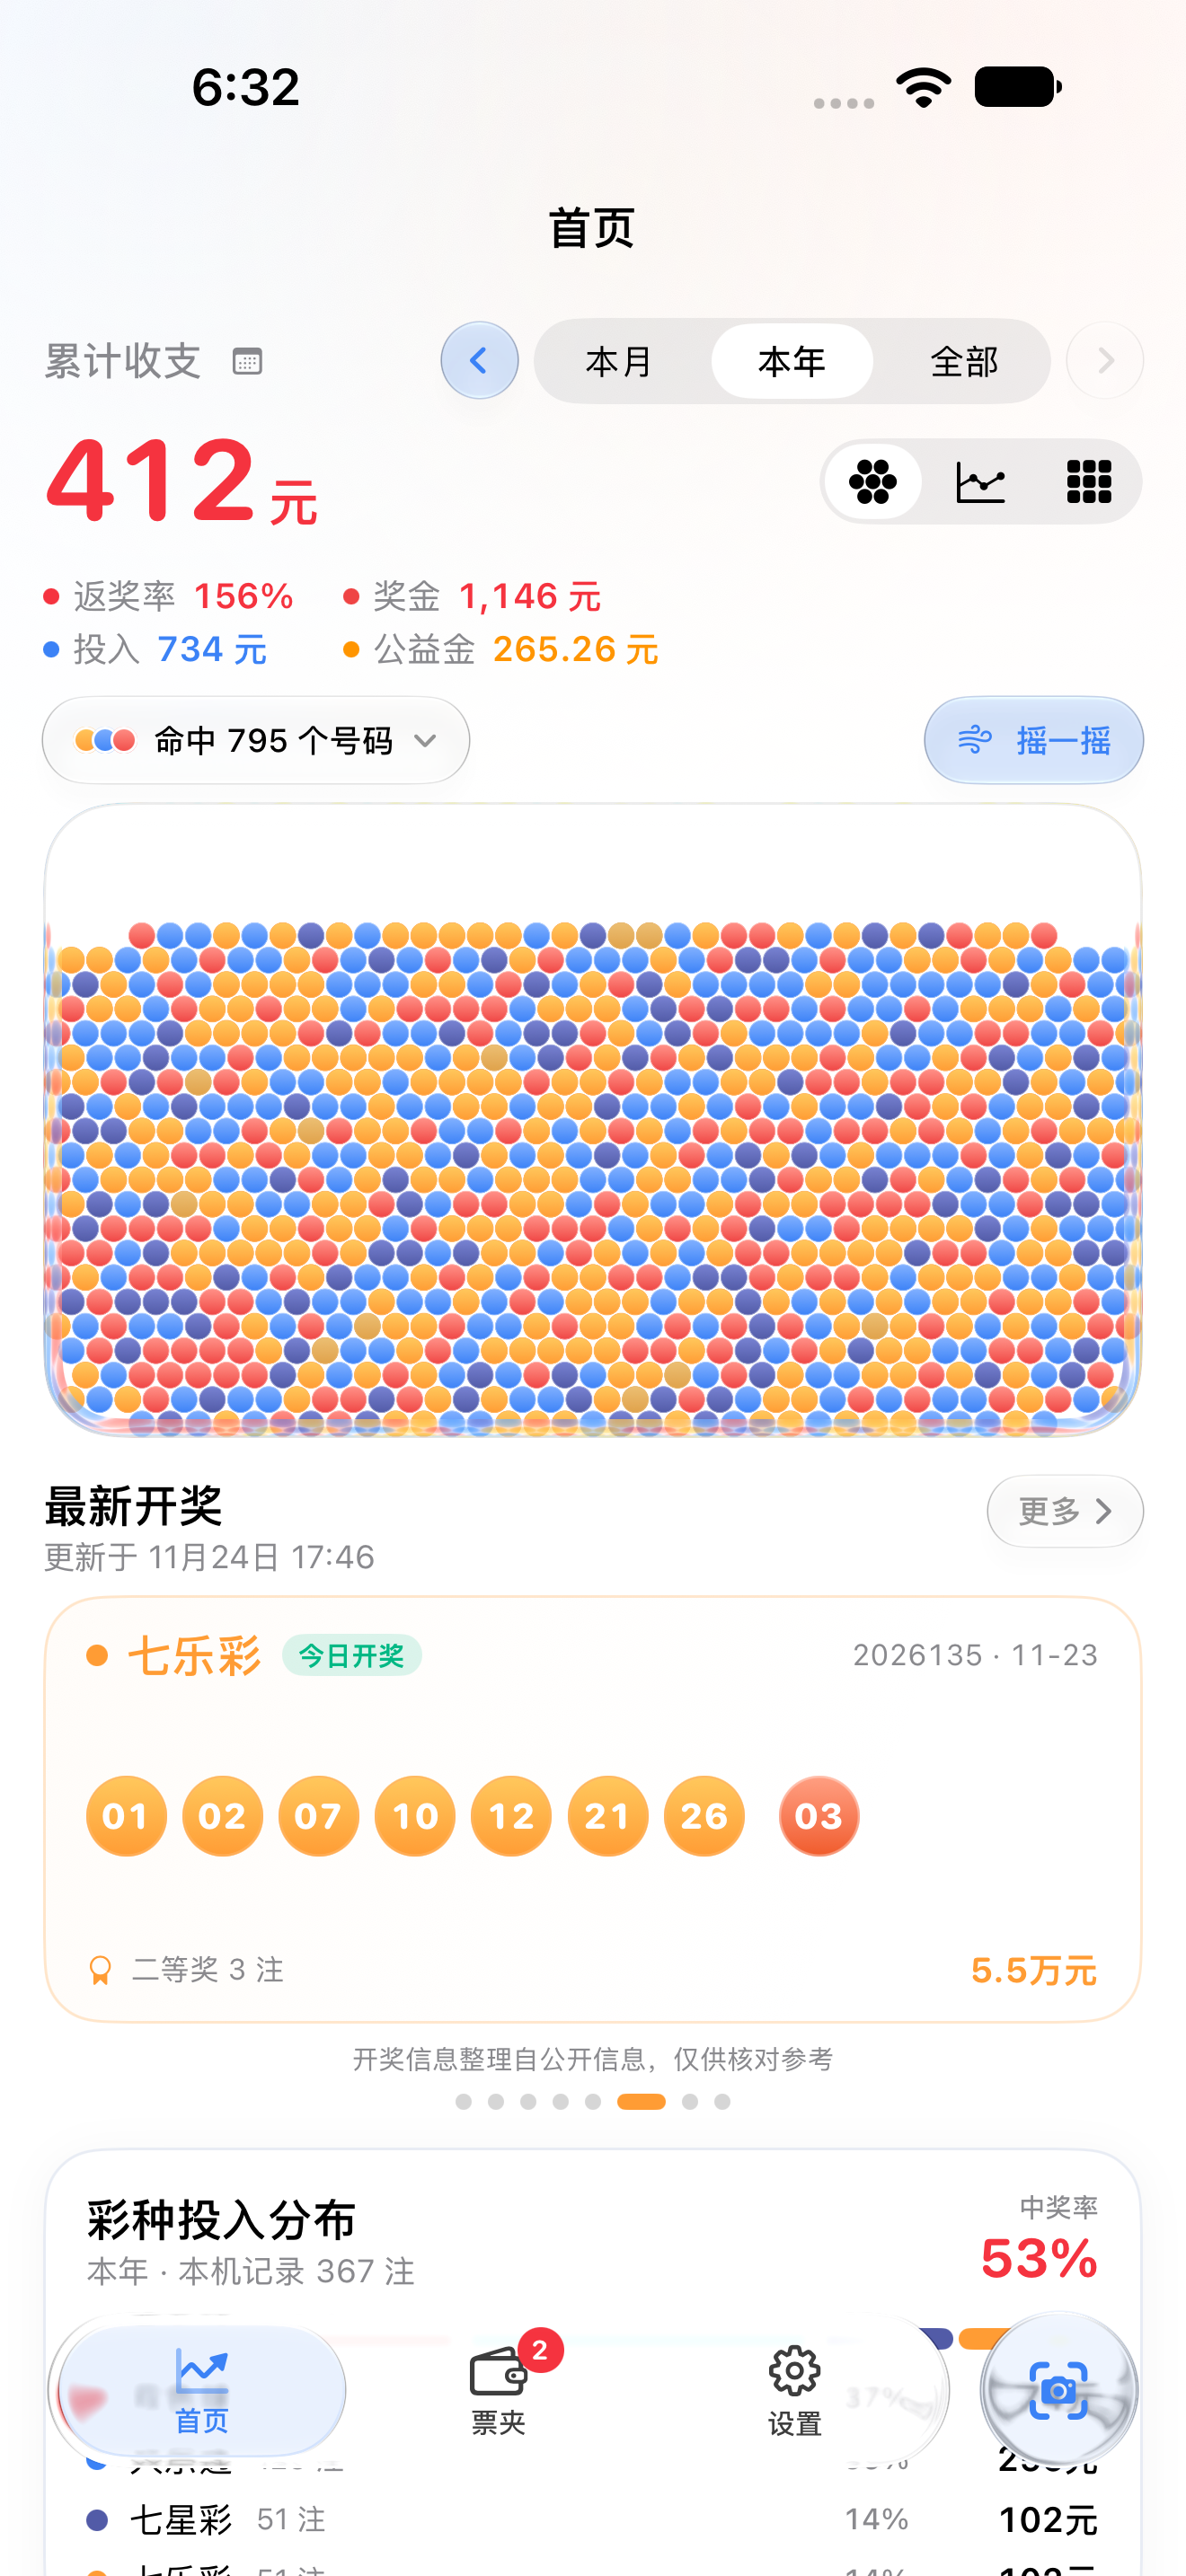 6:32
首页
累计收支
本月 本年 全部
412 元
返奖率 156% 奖金 1,146 元
投入 734 元 公益金 265.26 元
命中 795 个号码
摇一摇
最新开奖
更多
更新于 11月24日 17:46
七乐彩 今日开奖 2026135 · 11-23
01 02 07 10 12 21 26 03
二等奖 3 注 5.5万元
开奖信息整理自公开信息，仅供核对参考
彩种投入分布
中奖率
53%
本年 · 本机记录 367 注
37%
2
首页 票夹 设置
七星彩 51 注 14% 102元